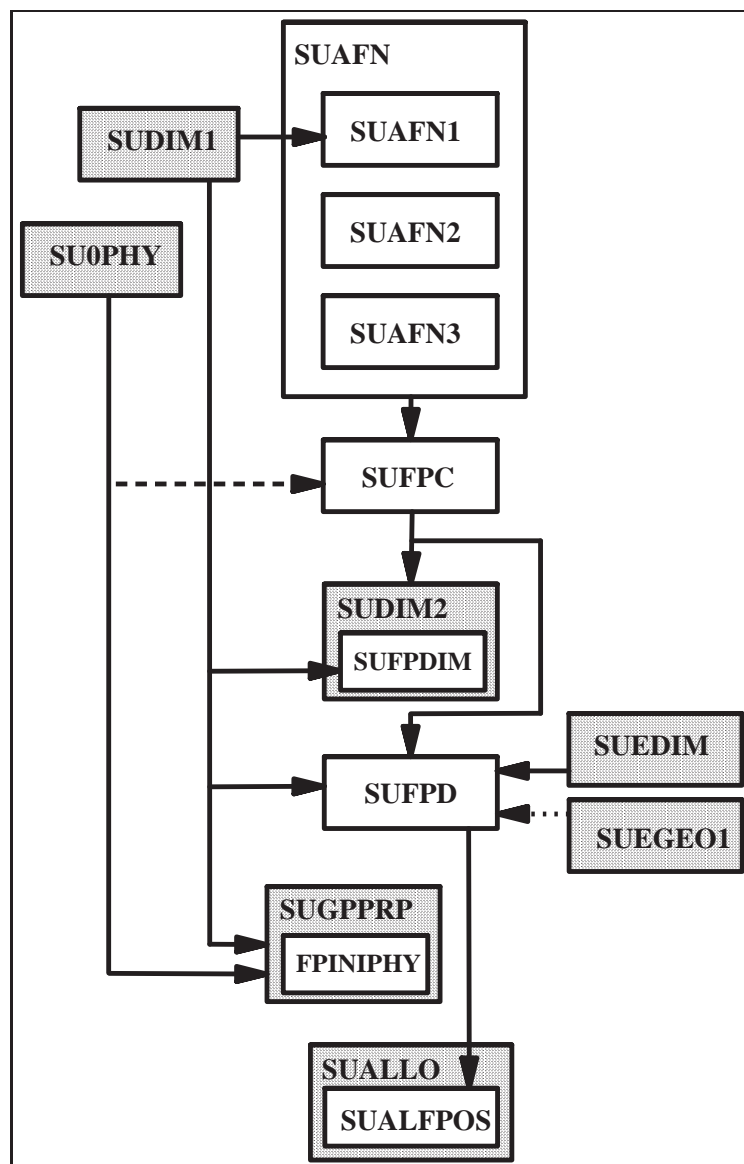 SUAFN
SUDIM1
SUAFN1
SUAFN2
SU0PHY
SUAFN3
SUFPC
SUDIM2
SUFPDIM
SUEDIM
SUFPD
SUEGEO1
SUGPPRP
FPINIPHY
SUALLO
SUALFPOS